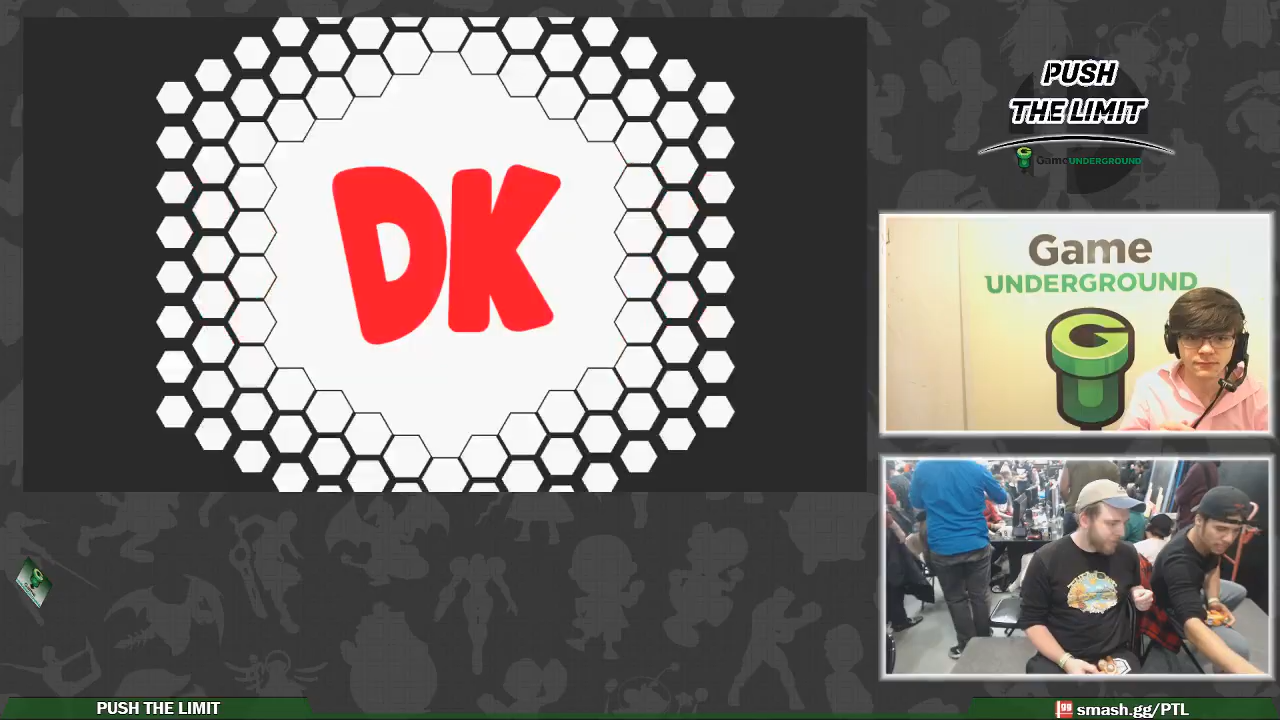 DK
PUSH
THE LIMIT
GameUNDERGROUND
Game
UNDERGROUND
PUSH THE LIMIT
smash.gg/PTL